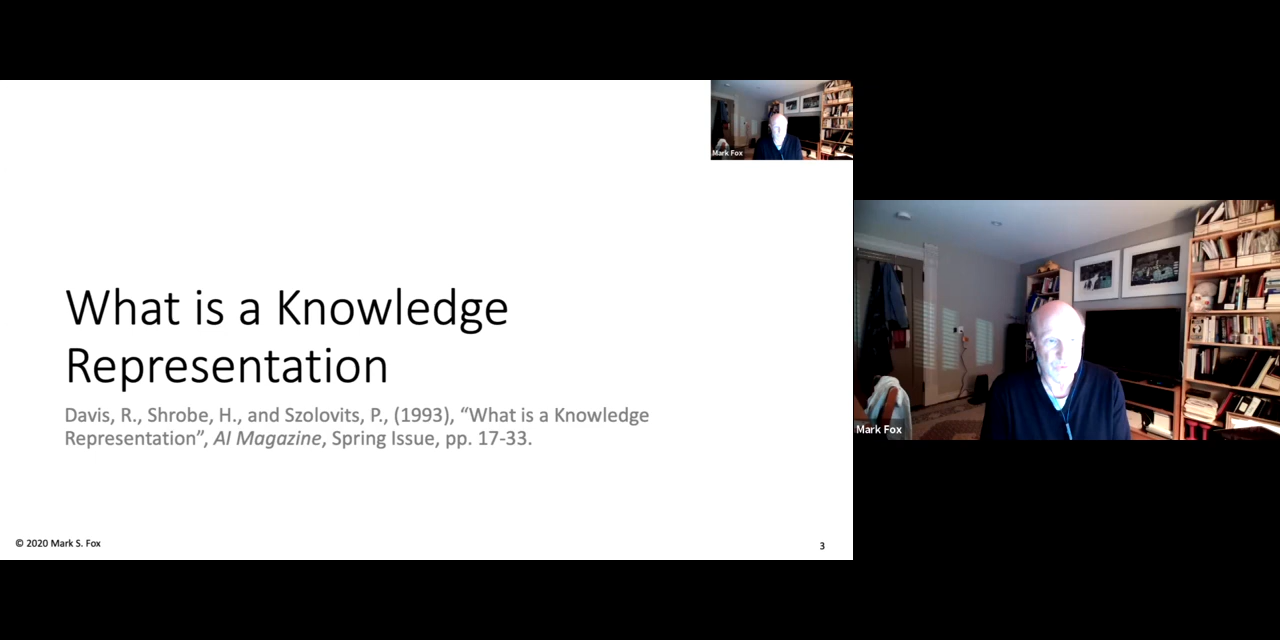 Mark Fox
What is a Knowledge
Representation
Davis, R., Shrobe, H., and Szolovits, P., (1993), “What is a Knowledge
Representation”, AI Magazine, Spring Issue, pp. 17-33.
© 2020 Mark S. Fox
3
Mark Fox